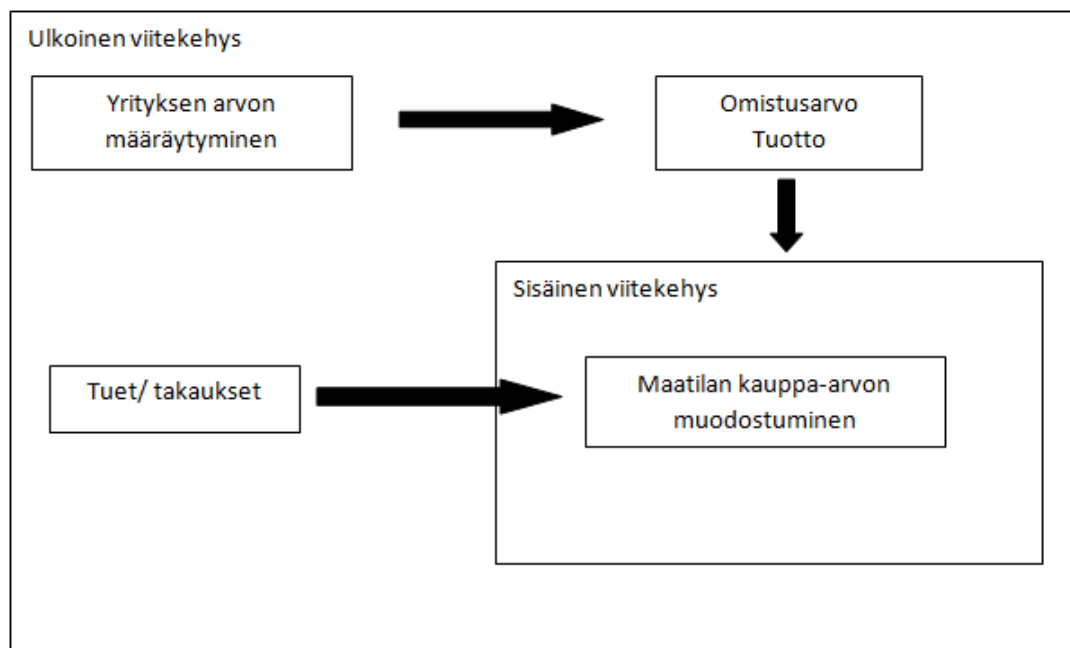 Ulkoinen viitekehys
Yrityksen arvon
määräytyminen
Omistusarvo
Tuotto
Sisäinen viitekehys
Tuet/ takaukset
Maatilan kauppa-arvon
muodostuminen